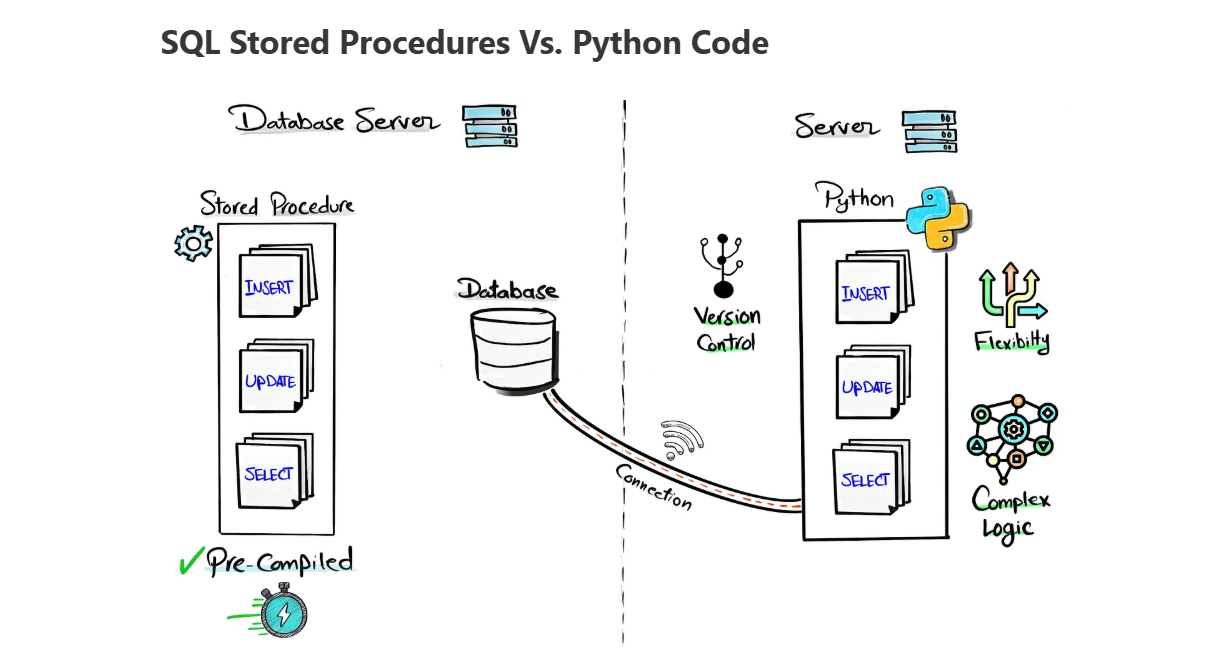 SQL Stored Procedures Vs. Python Code
Database Server
Server
Stored Procedure
Python
INSERT
UPDATE
SELECT
Pre-Compiled
Database
Connection
Version
Control
INSERT
UPDATE
SELECT
Flexibilty
Complex
Logic